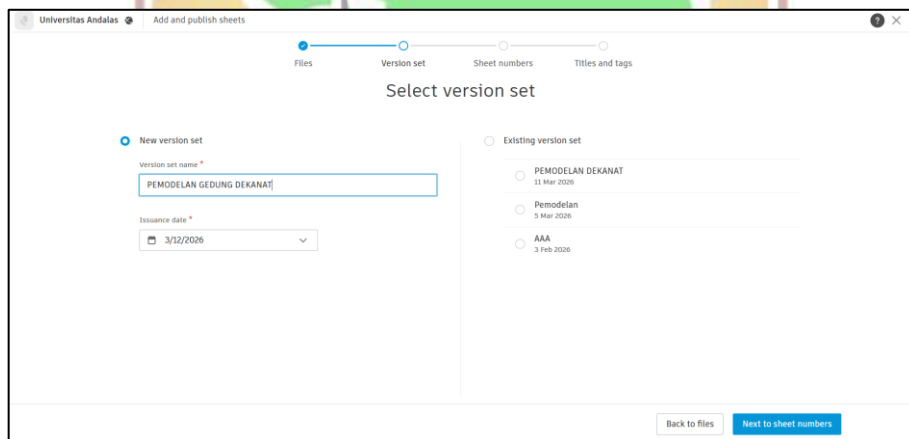 Universitas Andalas
Add and publish sheets
?
Files
Version set
Sheet numbers
Titles and tags
Select version set
New version set
Version set name *
PEMODELAN GEDUNG DEKANAT
Issuance date *
3/12/2026
Existing version set
PEMODELAN DEKANAT
11 Mar 2026
Pemodelan
5 Mar 2026
AAA
3 Feb 2026
Back to files
Next to sheet numbers